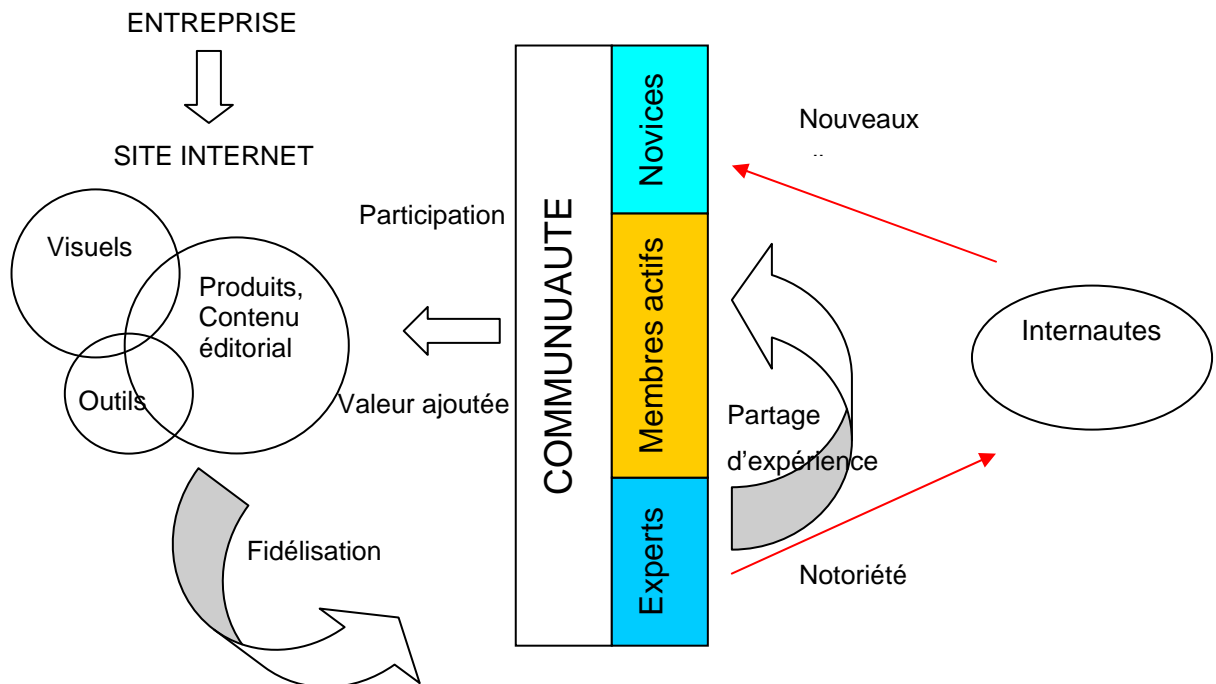 ENTREPRISE
SITE INTERNET
Visuels
Produits,
Contenu
éditorial
Outils
Participation
Valeur ajoutée
Fidélisation
COMMUNUAUTE
Novices
Membres actifs
Experts
Nouveaux
Partage
d'expérience
Internautes
Notoriété